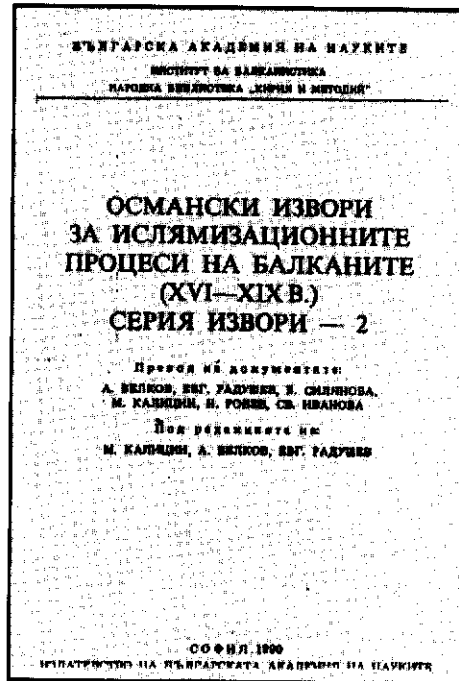 БЪЛГАРСКА АКАДЕМИЯ НА НАУКИТЕ
ИНСТИТУТ ЗА БАЛКАНИСТИКА
НАРОДНА БИБЛИОТЕКА „КИРИЛ И МЕТОДИЙ"
ОСМАНСКИ ИЗВОРИ
ЗА ИСЛЯМИЗАЦИОННИТЕ
ПРОЦЕСИ НА БАЛКАНИТЕ
(XVI—XIX В.)
СЕРИЯ ИЗВОРИ — 2
Превод на документите:
А. ВЕЛКОВ, ЕВГ. РАДУШЕВ, Е. СИЛЯНОВА,
М. КАЛИЦИН, Н. РОБЕВ, СВ. ИВАНОВА
Под редакцията на:
М. КАЛИЦИН, А. ВЕЛКОВ, ЕВГ. РАДУШЕВ
СОФИЯ, 1990
ИЗДАТЕЛСТВО НА БЪЛГАРСКАТА АКАДЕМИЯ НА НАУКИТЕ